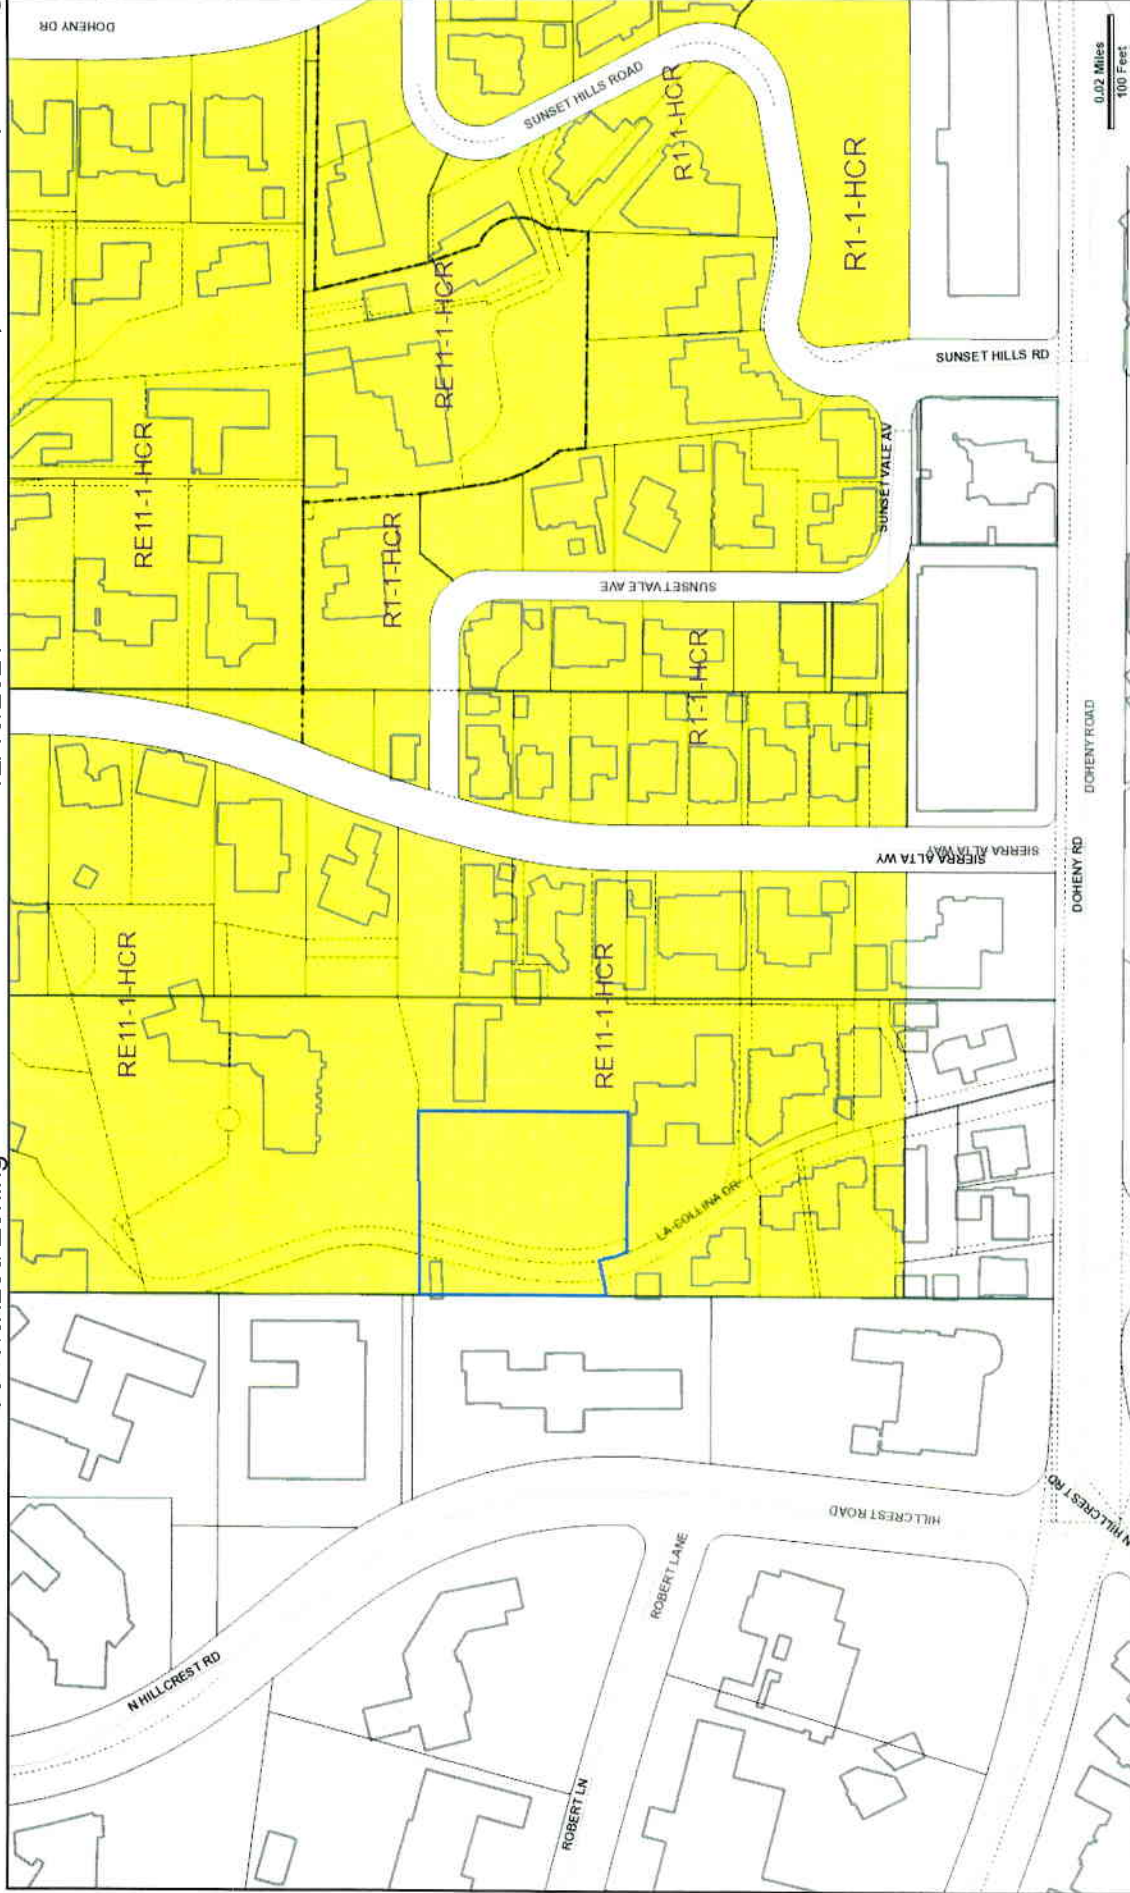 DOHENY DR
SUNSET HILLS ROAD
R1-1-HCR
R1-1-HCR
0.02 Miles
100 Feet
RE11-1-HCR
SUNSET HILLS RD
RE11-1-HCR
R1-1-HCR
SUNSET VALE AV
SUNSET VALE AVE
R1-1-HCR
DOHENY ROAD
SIERRA ALTA WAY
SIERRA ALTA WY
DOHENY RD
RE11-1-HCR
RE11-1-HCR
LA COLLINA DR
HILLCREST ROAD
N HILLCREST RD
ROBERT LANE
N HILLCREST RD
ROBERT LN